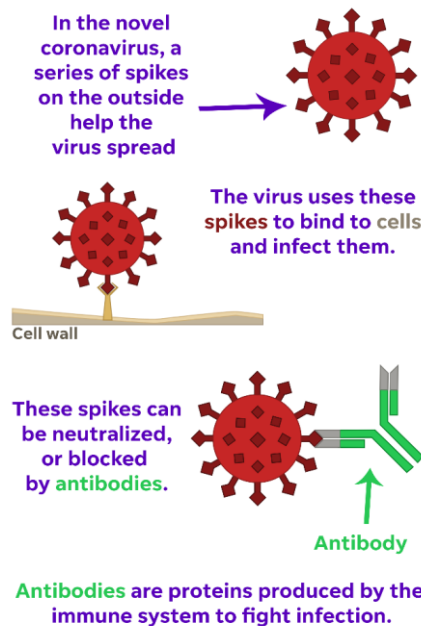 In the novel
coronavirus, a
series of spikes
on the outside
help the
virus spread
The virus uses these
spikes to bind to cells
and infect them.
Cell wall
These spikes can
be neutralized,
or blocked
by antibodies.
Antibody
Antibodies are proteins produced by the
immune system to fight infection.